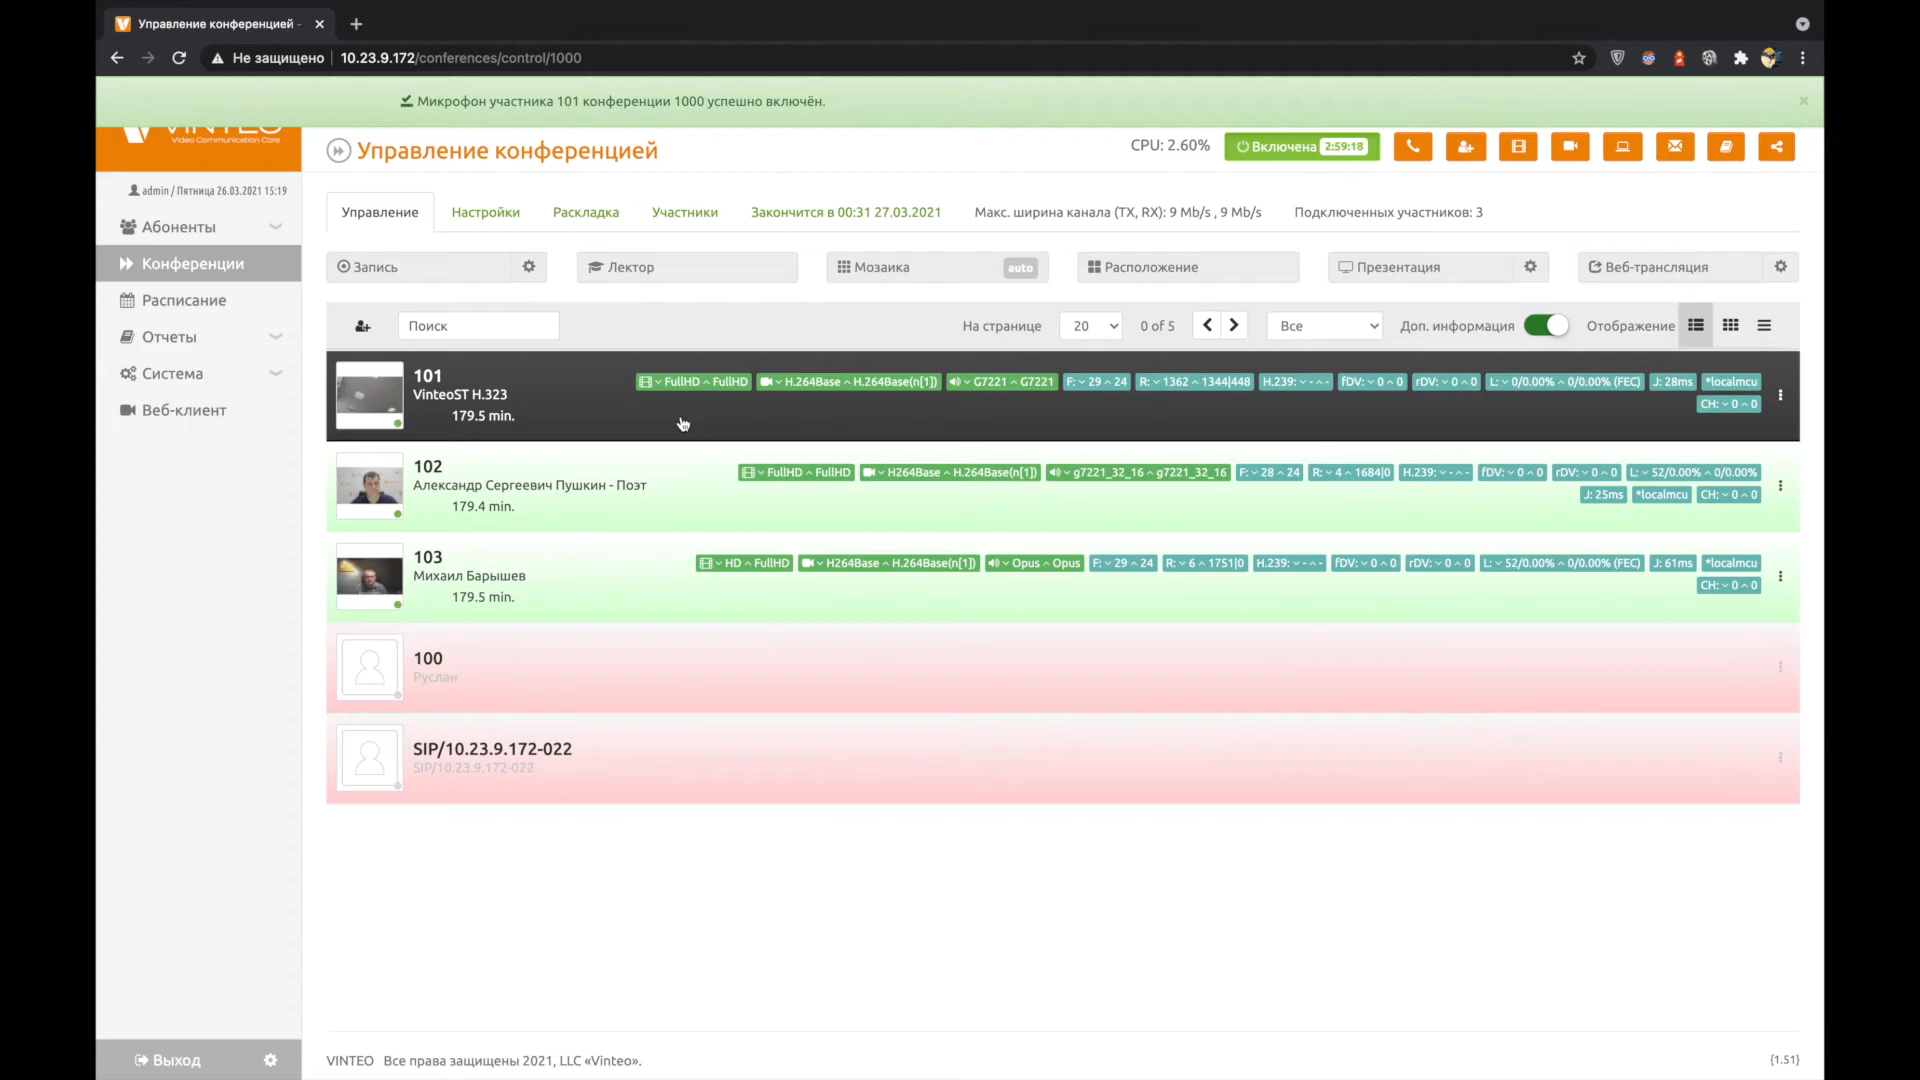 Управление конференцией -
Не защищено 10.23.9.172/conferences/control/1000
Микрофон участника 101 конференции 1000 успешно включён.
VINTEO
Video Communication Core
Управление конференцией
CPU: 2.60%
Включена 2:59:18
admin / Пятница 26.03.2021 15:19
Абоненты
Конференции
Расписание
Отчеты
Система
Веб-клиент
Управление Настройки Раскладка Участники Закончится в 00:31 27.03.2021 Макс. ширина канала (TX, RX): 9 Mb/s , 9 Mb/s Подключенных участников: 3
Запись Лектор Мозаика auto Расположение Презентация Веб-трансляция
Поиск На странице 20 0 of 5 Все Доп. информация Отображение
101
VinteoST H.323
179.5 min.
FullHD FullHD H.264Base H.264Base(n[1]) G7221 G7221 F: 29 24 R: 1362 1344|448 H.239: - - fDV: 0 0 rDV: 0 0 L: 0/0.00% 0/0.00% (FEC) J: 28ms *localmcu
CH: 0 0
102
Александр Сергеевич Пушкин - Поэт
179.4 min.
FullHD FullHD H264Base H.264Base(n[1]) g7221_32_16 g7221_32_16 F: 28 24 R: 4 1684|0 H.239: - - fDV: 0 0 rDV: 0 0 L: 52/0.00% 0/0.00%
J: 25ms *localmcu CH: 0 0
103
Михаил Барышев
179.5 min.
HD FullHD H264Base H.264Base(n[1]) Opus Opus F: 29 24 R: 6 1751|0 H.239: - - fDV: 0 0 rDV: 0 0 L: 52/0.00% 0/0.00% (FEC) J: 61ms *localmcu
CH: 0 0
100
Руслан
SIP/10.23.9.172-022
SIP/10.23.9.172-022
Выход
VINTEO Все права защищены 2021, LLC «Vinteo».
{1.51}